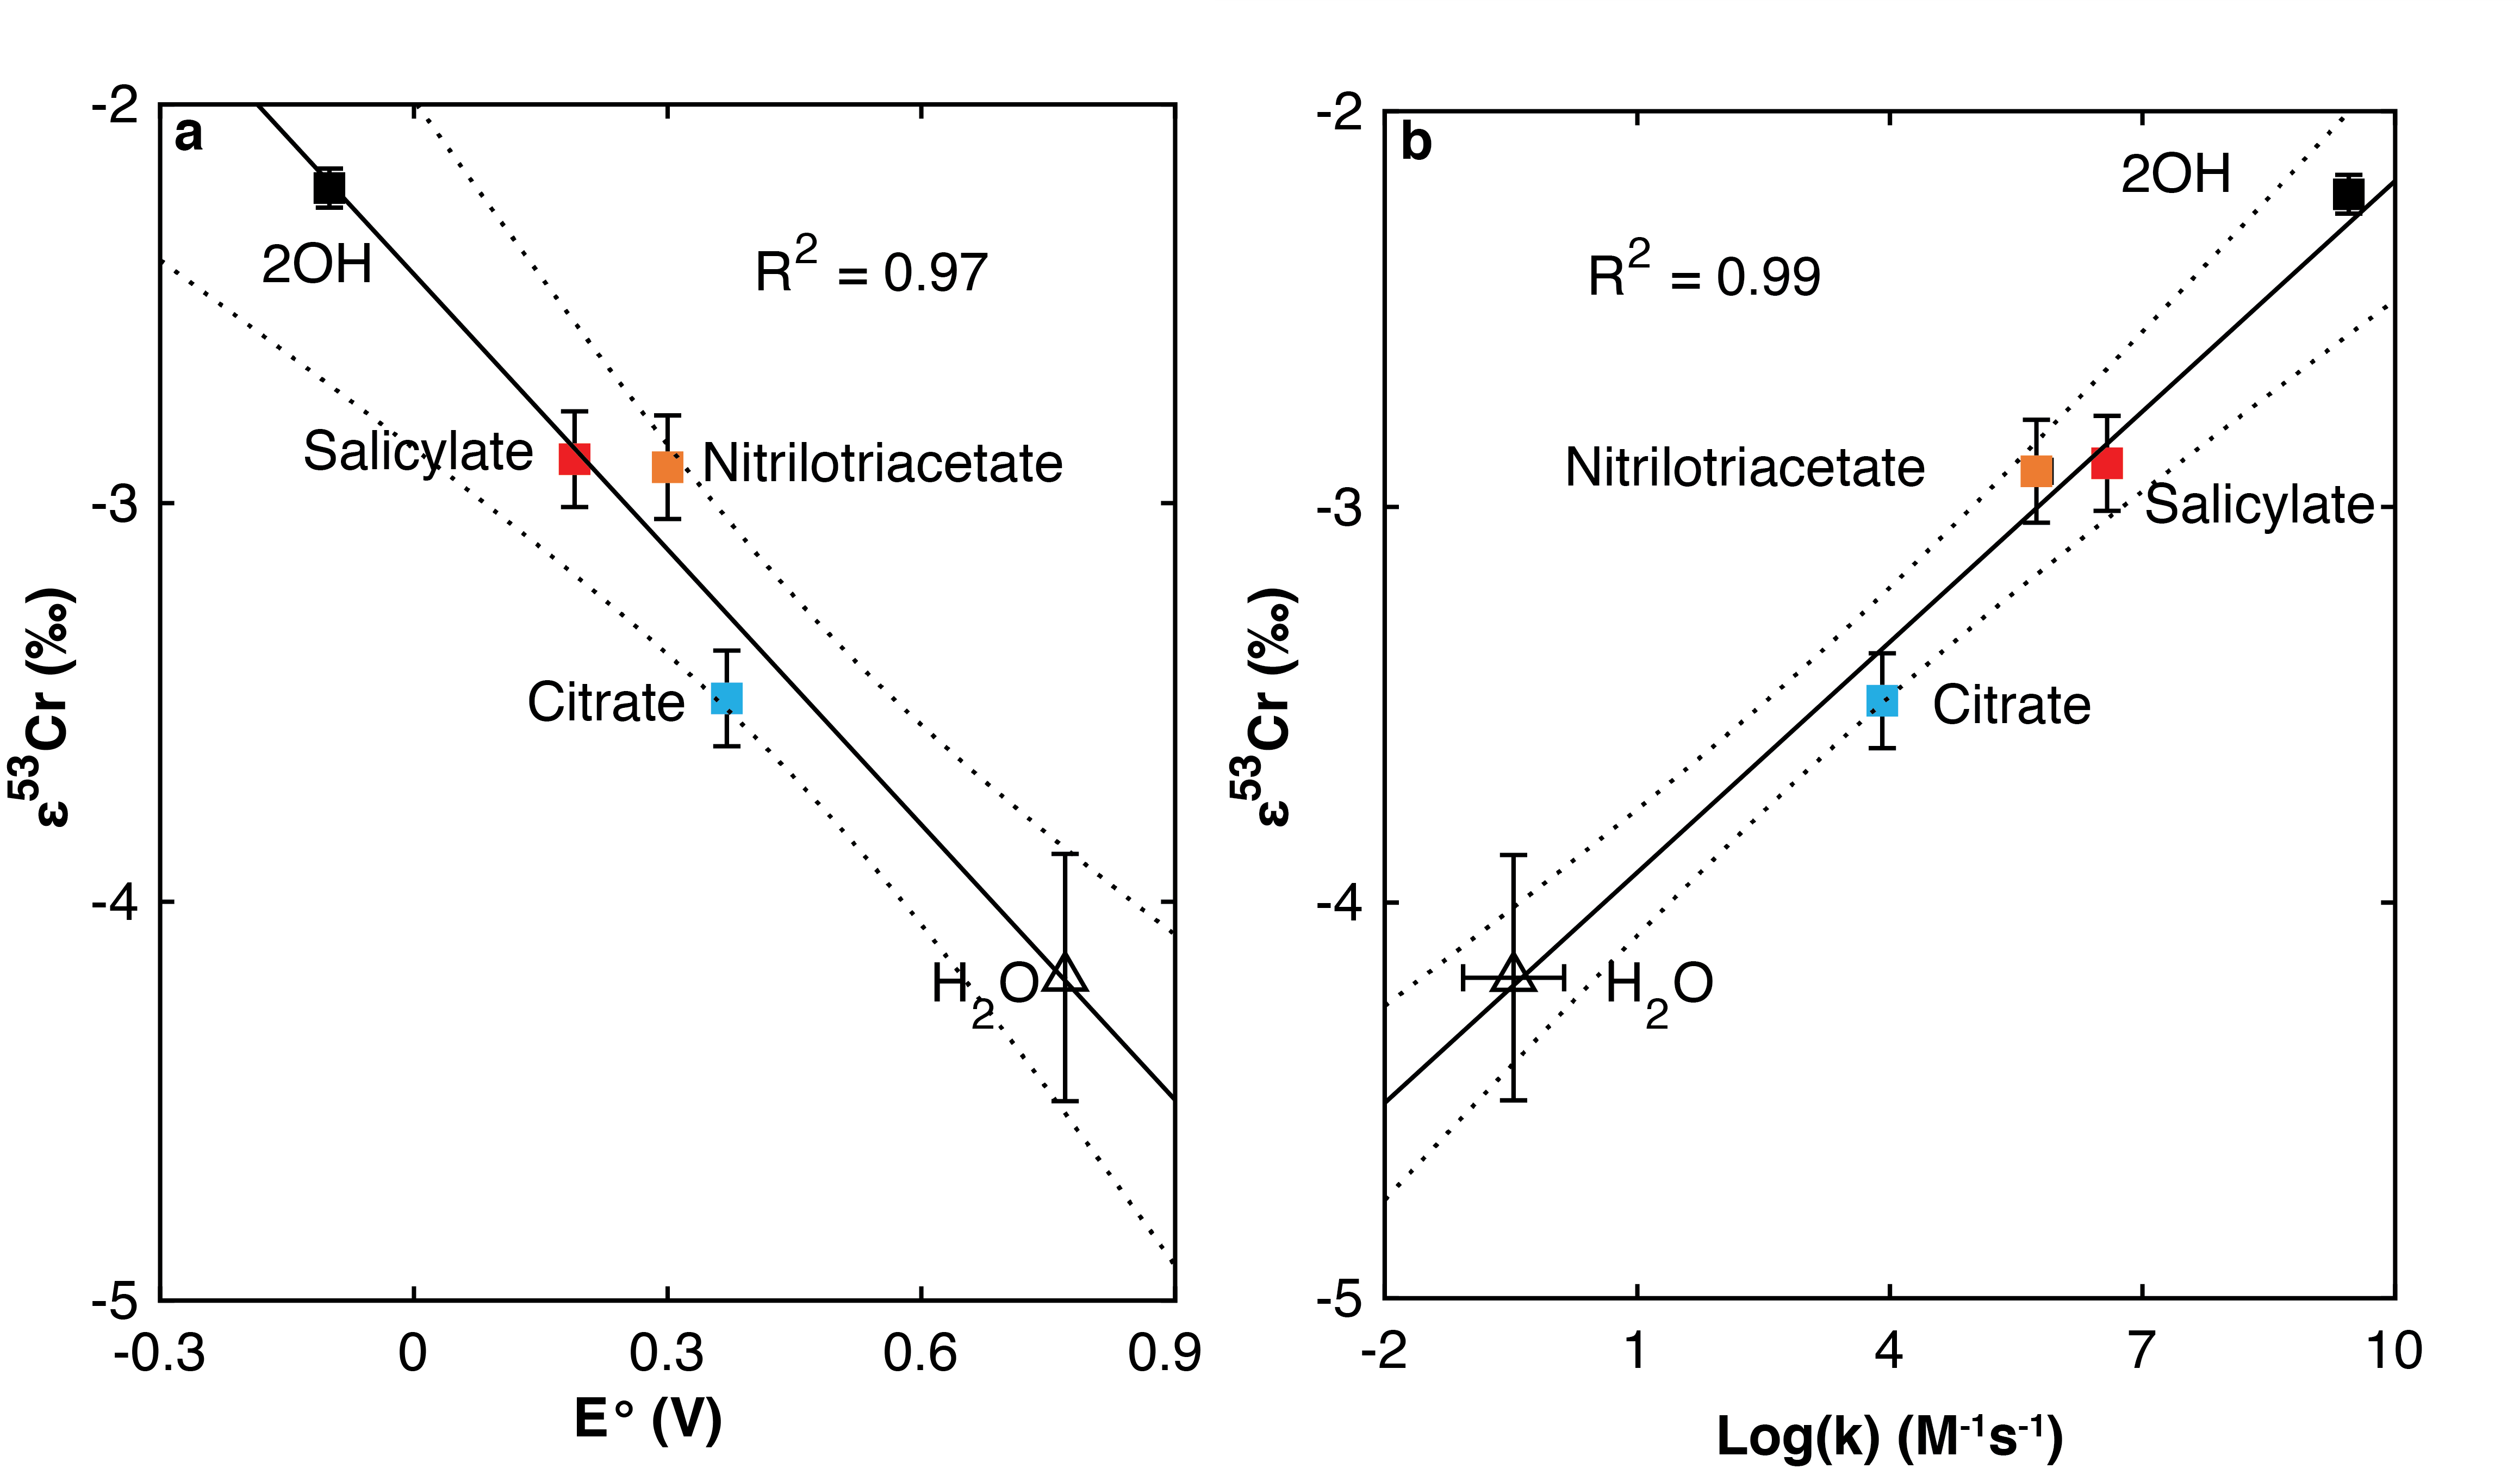 a
-2
-3
-4
-5
ε53Cr (‰)
2OH
R2 = 0.97
Salicylate
Nitrilotriacetate
Citrate
H2O
-0.3 0 0.3 0.6 0.9
E° (V)
b
-2
-3
-4
-5
ε53Cr (‰)
2OH
R2 = 0.99
Nitrilotriacetate
Salicylate
Citrate
H2O
-2 1 4 7 10
Log(k) (M-1s-1)